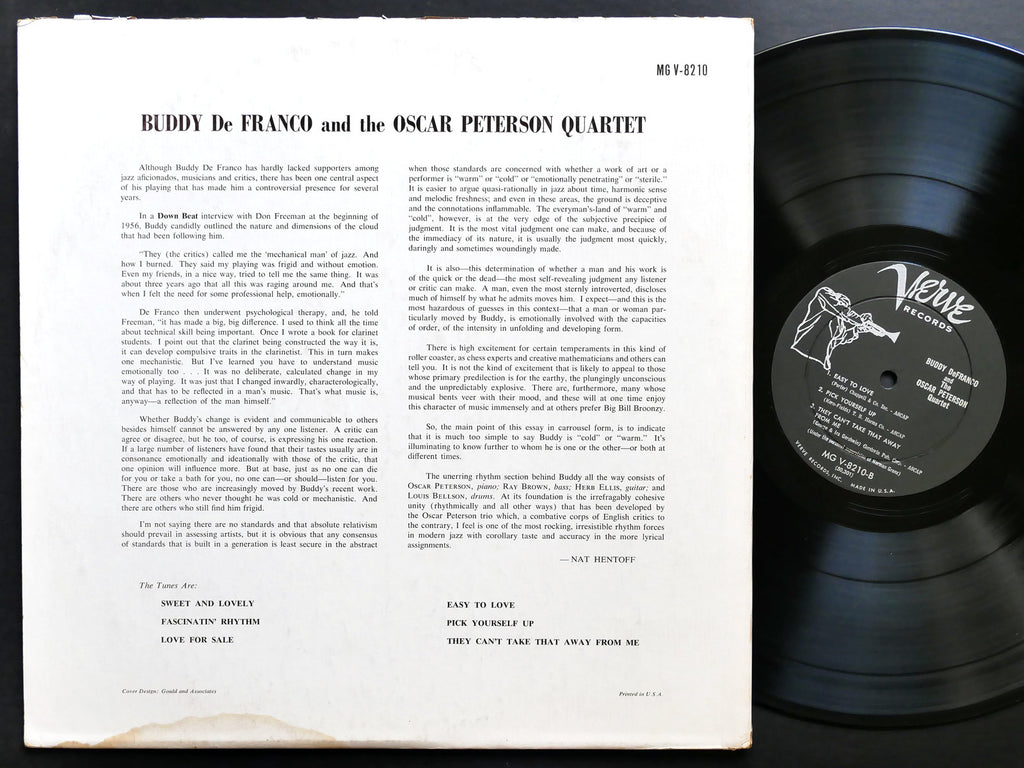 MG V-8210
BUDDY De FRANCO and the OSCAR PETERSON QUARTET
Although Buddy De Franco has hardly lacked supporters among
jazz aficionados, musicians and critics, there has been one central aspect
of his playing that has made him a controversial presence for several
years.
In a Down Beat interview with Don Freeman at the beginning of
1956, Buddy candidly outlined the nature and dimensions of the cloud
that had been following him.
"They (the critics) called me the 'mechanical man' of jazz. And
how I burned. They said my playing was frigid and without emotion.
Even my friends, in a nice way, tried to tell me the same thing. It was
about three years ago that all this was raging around me. And that's
when I felt the need for some professional help, emotionally."
De Franco then underwent psychological therapy, and, he told
Freeman, "it has made a big, big difference. I used to think all the time
about technical skill being important. Once I wrote a book for clarinet
students. I point out that the clarinet being constructed the way it is,
it can develop compulsive traits in the clarinetist. This in turn makes
one mechanistic. But I've learned you have to understand music
emotionally too . . . It was no deliberate, calculated change in my
way of playing. It was just that I changed inwardly, characterologically,
and that has to be reflected in a man's music. That's what music is,
anyway—a reflection of the man himself."
Whether Buddy's change is evident and communicable to others
besides himself cannot be answered by any one listener. A critic can
agree or disagree, but he too, of course, is expressing his one reaction.
If a large number of listeners have found that their tastes usually are in
consonance emotionally and ideationally with those of the critic, that
one opinion will influence more. But at base, just as no one can die
for you or take a bath for you, no one can—or should—listen for you.
There are those who are increasingly moved by Buddy's recent work.
There are others who never thought he was cold or mechanistic. And
there are others who still find him frigid.
I'm not saying there are no standards and that absolute relativism
should prevail in assessing artists, but it is obvious that any consensus
of standards that is built in a generation is least secure in the abstract
when those standards are concerned with whether a work of art or a
performer is "warm" or "cold" or "emotionally penetrating" or "sterile."
It is easier to argue quasi-rationally in jazz about time, harmonic sense
and melodic freshness; and even in these areas, the ground is deceptive
and the connotations inflammable. The everyman's-land of "warm" and
"cold", however, is at the very edge of the subjective precipice of
judgment. It is the most vital judgment one can make, and because of
the immediacy of its nature, it is usually the judgment most quickly,
daringly and sometimes woundingly made.
It is also—this determination of whether a man and his work is
of the quick or the dead—the most self-revealing judgment any listener
or critic can make. A man, even the most sternly introverted, discloses
much of himself by what he admits moves him. I expect—and this is the
most hazardous of guesses in this context—that a man or woman par-
ticularly moved by Buddy, is emotionally involved with the capacities
of order, of the intensity in unfolding and developing form.
There is high excitement for certain temperaments in this kind of
roller coaster, as chess experts and creative mathematicians and others can
tell you. It is not the kind of excitement that is likely to appeal to those
whose primary predilection is for the earthy, the plungingly unconscious
and the unpredictably explosive. There are, furthermore, many whose
musical bents veer with their mood, and these will at one time enjoy
this character of music immensely and at others prefer Big Bill Broonzy.
So, the main point of this essay in carrousel form, is to indicate
that it is much too simple to say Buddy is "cold" or "warm." It's
illuminating to know further to whom he is one or the other—or both at
different times.
The unerring rhythm section behind Buddy all the way consists of
OSCAR PETERSON, piano; RAY BROWN, bass; HERB ELLIS, guitar; and
LOUIS BELLSON, drums. At its foundation is the irrefragably cohesive
unity (rhythmically and all other ways) that has been developed by
the Oscar Peterson trio which, a combative corps of English critics to
the contrary, I feel is one of the most rocking, irresistible rhythm forces
in modern jazz with corollary taste and accuracy in the more lyrical
assignments.
— NAT HENTOFF
The Tunes Are:
SWEET AND LOVELY
FASCINATIN' RHYTHM
LOVE FOR SALE
EASY TO LOVE
PICK YOURSELF UP
THEY CAN'T TAKE THAT AWAY FROM ME
Cover Design: Gould and Associates
Printed in U.S.A.
Verve
RECORDS
BUDDY DeFRANCO
and
The
OSCAR PETERSON
Quartet
1. EASY TO LOVE
(Porter) Chappell & Co., Inc. - ASCAP
2. PICK YOURSELF UP
(Kern-Fields) T. B. Harms Co. - ASCAP
3. THEY CAN'T TAKE THAT AWAY
FROM ME
(George & Ira Gershwin) Gershwin Pub. Corp. - ASCAP
(Under the personal supervision of Norman Granz)
MG V-8210-B
(20,201)
VERVE RECORDS, INC. MADE IN U.S.A.